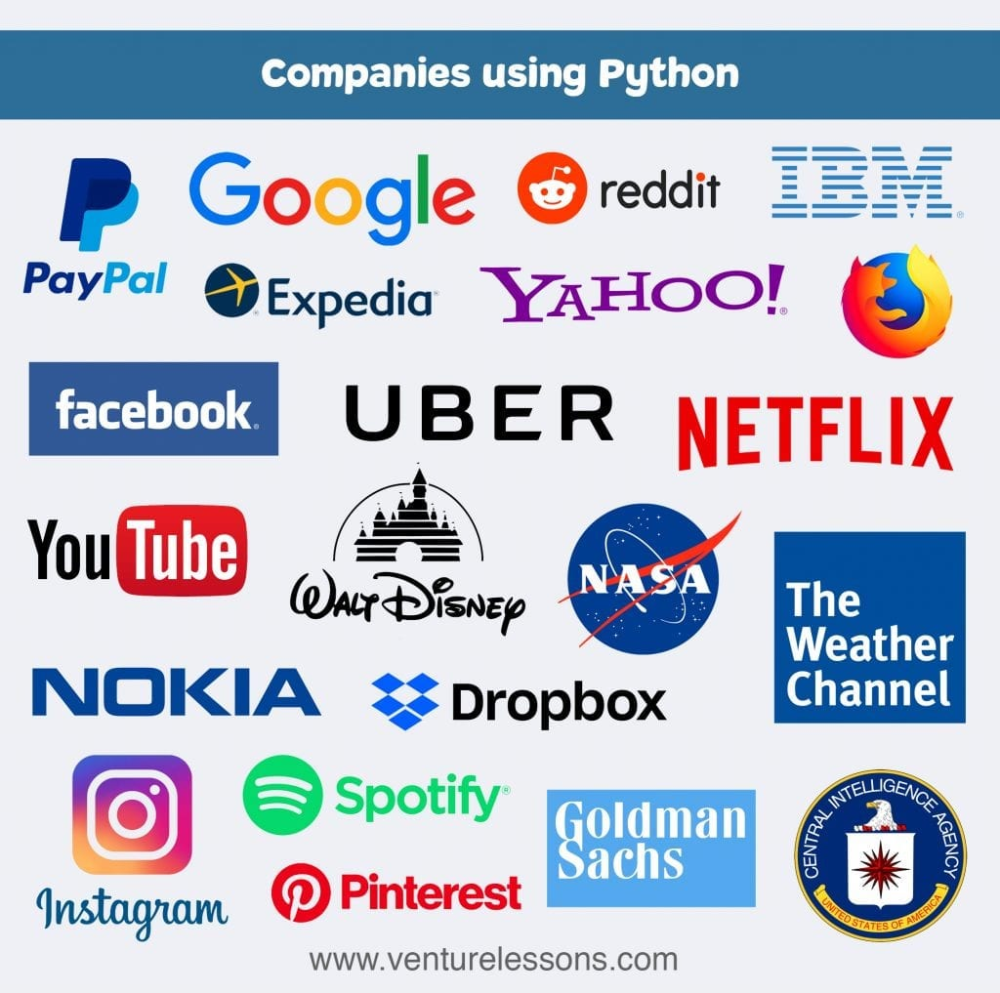 Companies using Python
PayPal
Google
reddit
IBM
Expedia
YAHOO!
facebook
UBER
NETFLIX
YouTube
WALT DISNEY
NASA
The
Weather
Channel
NOKIA
Dropbox
Instagram
Spotify
Pinterest
Goldman
Sachs
CENTRAL INTELLIGENCE AGENCY
UNITED STATES OF AMERICA
www.venturelessons.com